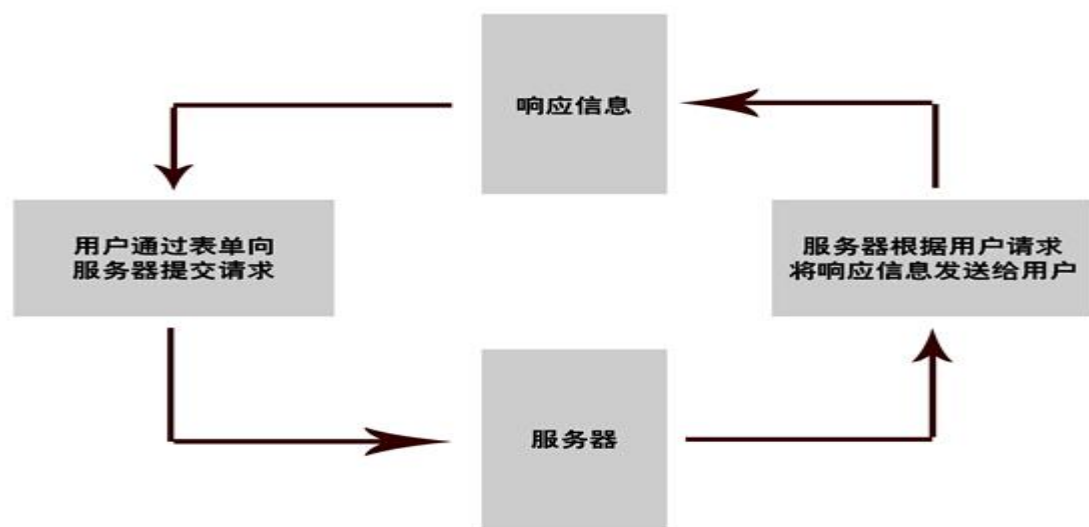 响应信息
用户通过表单向
服务器提交请求
服务器根据用户请求
将响应信息发送给用户
服务器